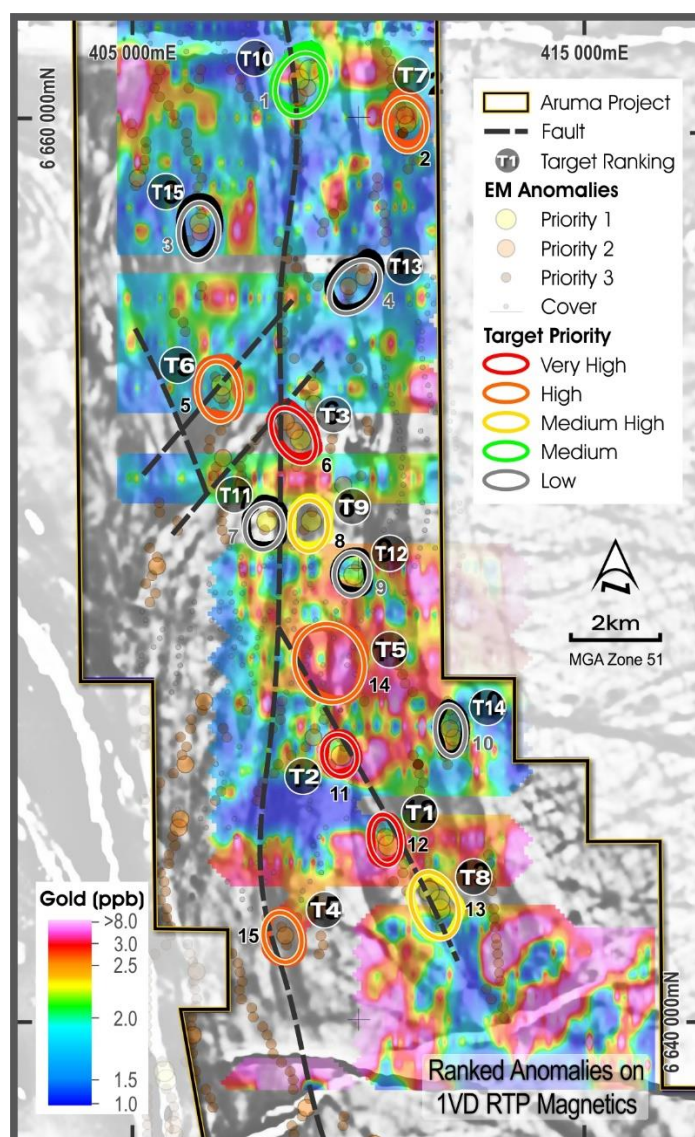 405 000mE
415 000mE
6 660 000mN
T10
1
T7
2
T15
3
T13
4
T6
5
T3
6
T11
7
T9
8
T12
9
T5
14
T14
10
T2
11
T1
12
T8
13
T4
15
Aruma Project
Fault
T1 Target Ranking
EM Anomalies
Priority 1
Priority 2
Priority 3
Cover
Target Priority
Very High
High
Medium High
Medium
Low
N
2km
MGA Zone 51
Gold (ppb)
>8.0
3.0
2.5
2.0
1.5
1.0
6 640 000mN
Ranked Anomalies on
1VD RTP Magnetics